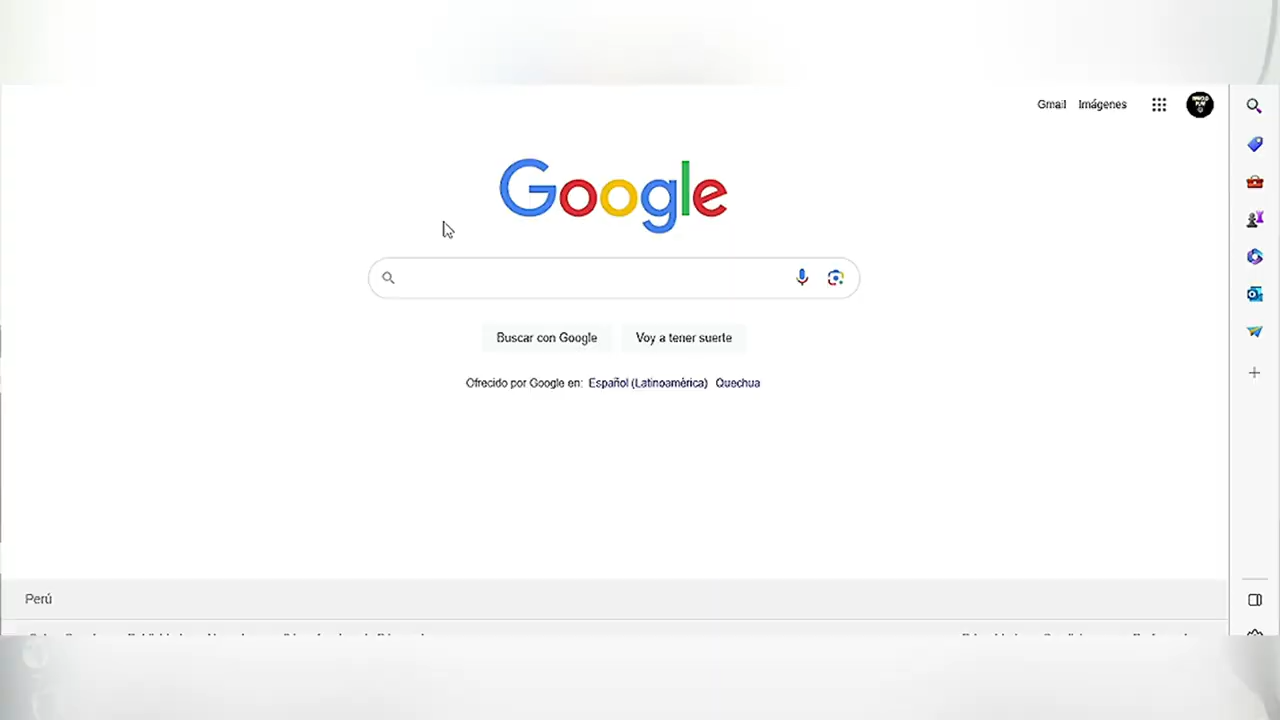 Gmail Imágenes
Google
Buscar con Google Voy a tener suerte
Ofrecido por Google en: Español (Latinoamérica) Quechua
Perú